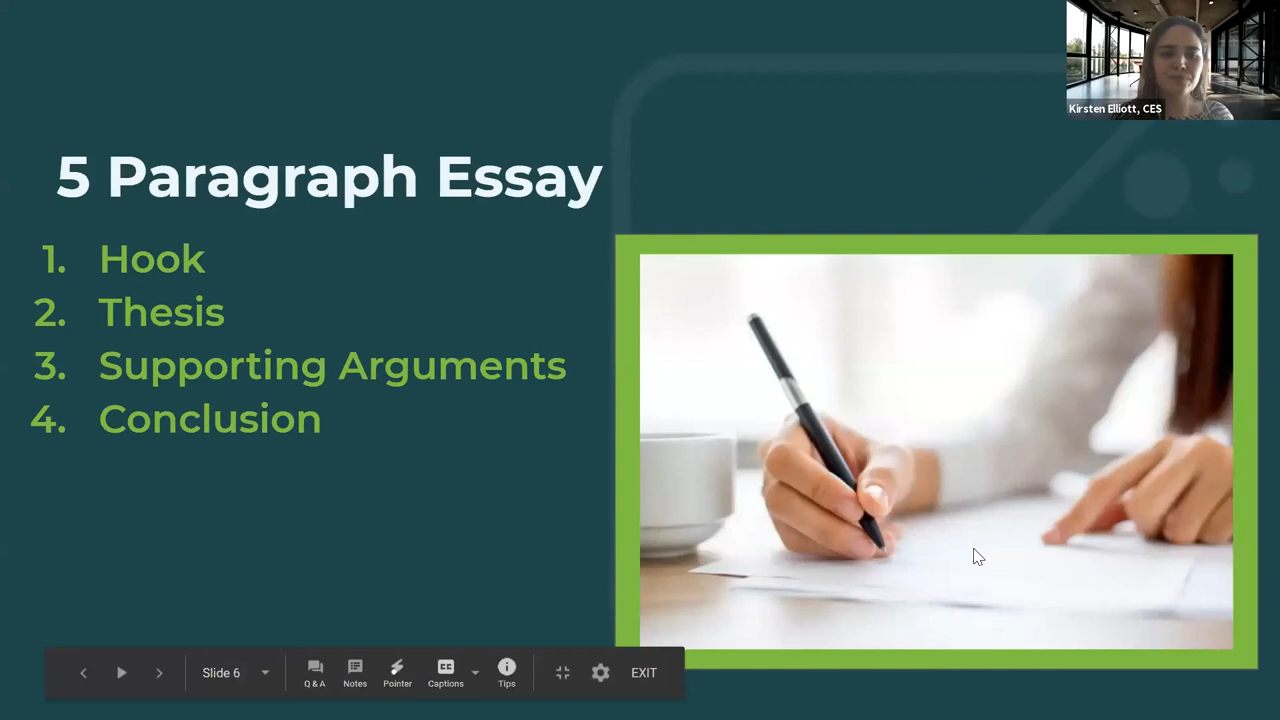 Kirsten Elliott, CES
5 Paragraph Essay
1. Hook
2. Thesis
3. Supporting Arguments
4. Conclusion
Slide 6
Q & A
Notes
Pointer
CC
Captions
Tips
EXIT